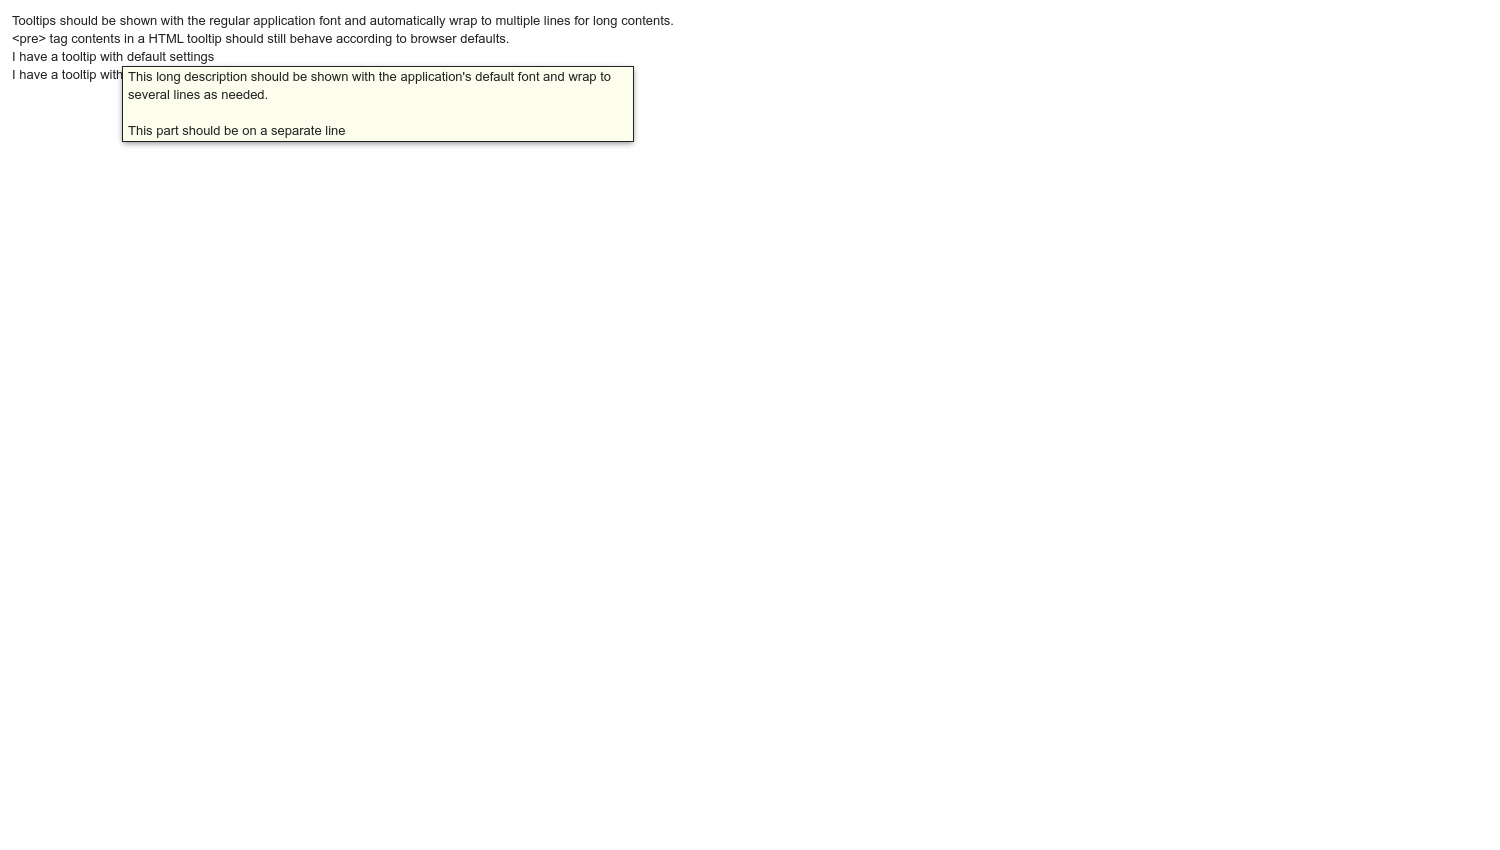 Tooltips should be shown with the regular application font and automatically wrap to multiple lines for long contents.
<pre> tag contents in a HTML tooltip should still behave according to browser defaults.
I have a tooltip with default settings
I have a tooltip with
This long description should be shown with the application's default font and wrap to
several lines as needed.
This part should be on a separate line